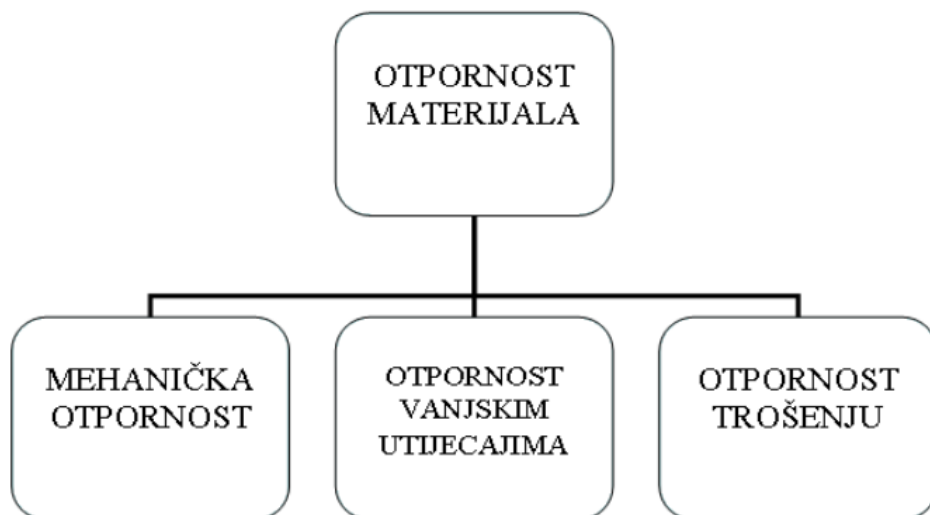 OTPORNOST
MATERIJALA
MEHANIČKA
OTPORNOST
OTPORNOST
VANJSKIM
UTIJECAJIMA
OTPORNOST
TROŠENJU